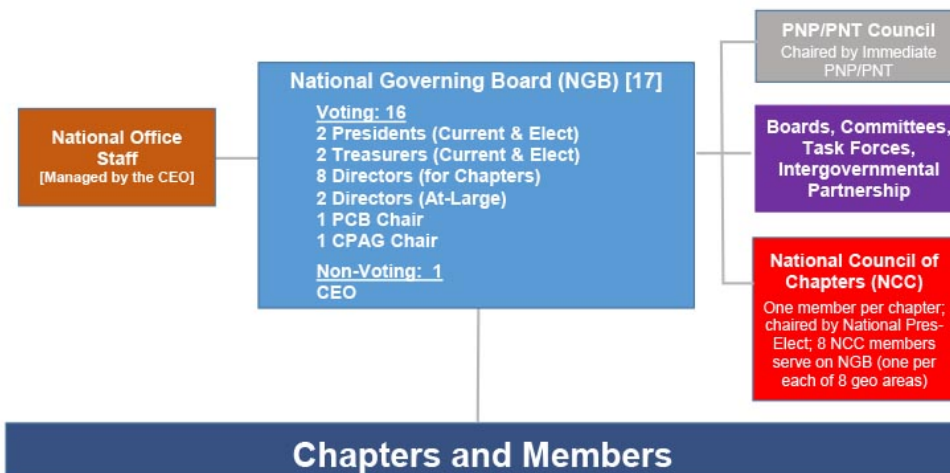 National Office
Staff
[Managed by the CEO]
National Governing Board (NGB) [17]
Voting: 16
2 Presidents (Current & Elect)
2 Treasurers (Current & Elect)
8 Directors (for Chapters)
2 Directors (At-Large)
1 PCB Chair
1 CPAG Chair
Non-Voting: 1
CEO
PNP/PNT Council
Chaired by Immediate
PNP/PNT
Boards, Committees,
Task Forces,
Intergovernmental
Partnership
National Council of
Chapters (NCC)
One member per chapter;
chaired by National Pres-
Elect; 8 NCC members
serve on NGB (one per
each of 8 geo areas)
Chapters and Members